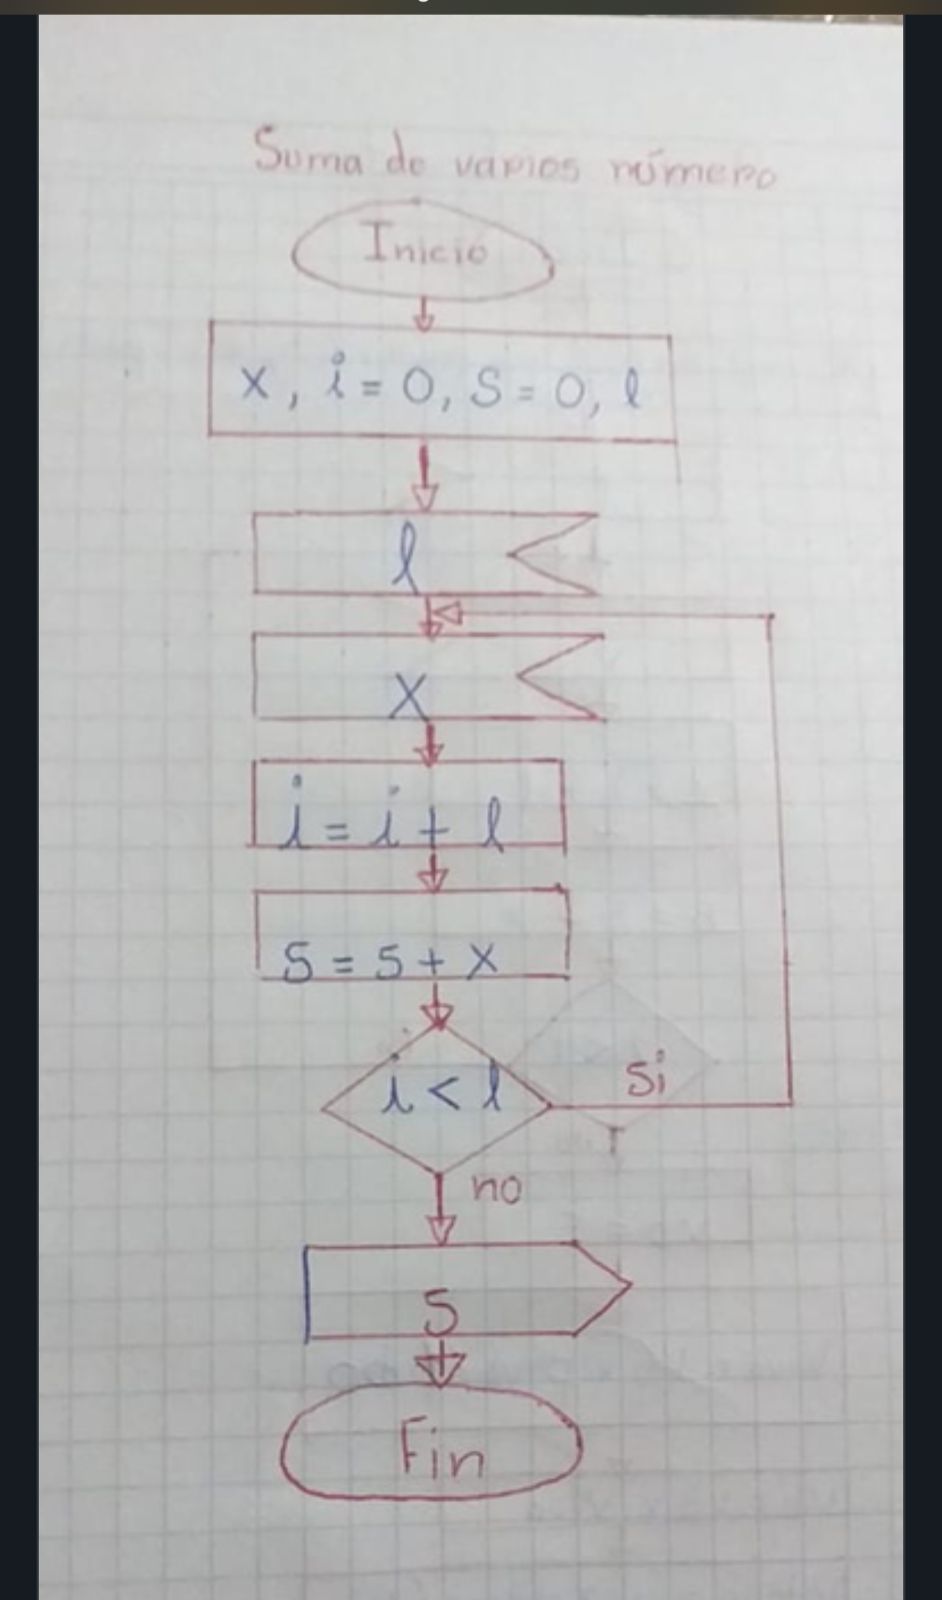 Suma de varios número
Inicio
x, i = 0, S = 0, l
l
x
i = i + l
S = S + x
i < l
Si
no
S
Fin